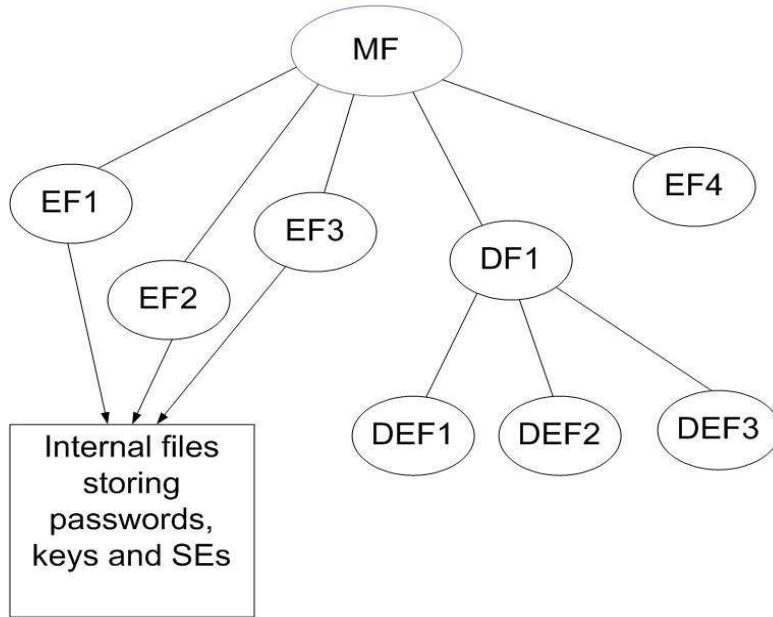 MF
EF1
EF2
EF3
DF1
EF4
DEF1
DEF2
DEF3
Internal files
storing
passwords,
keys and SEs